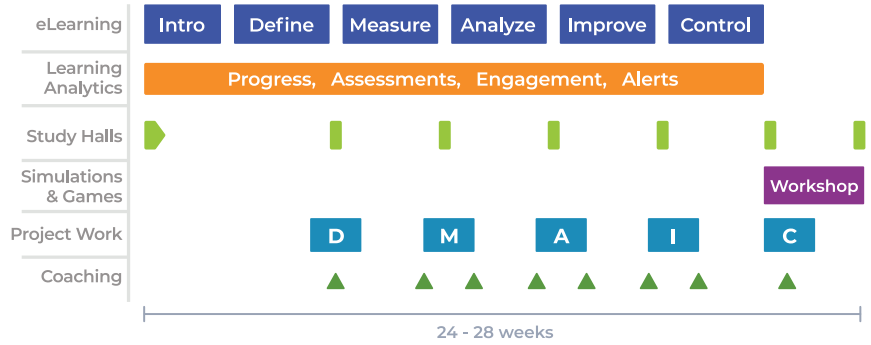 eLearning
Intro Define Measure Analyze Improve Control
Learning
Analytics
Progress, Assessments, Engagement, Alerts
Study Halls
Simulations
& Games
Workshop
Project Work
D M A I C
Coaching
24 - 28 weeks